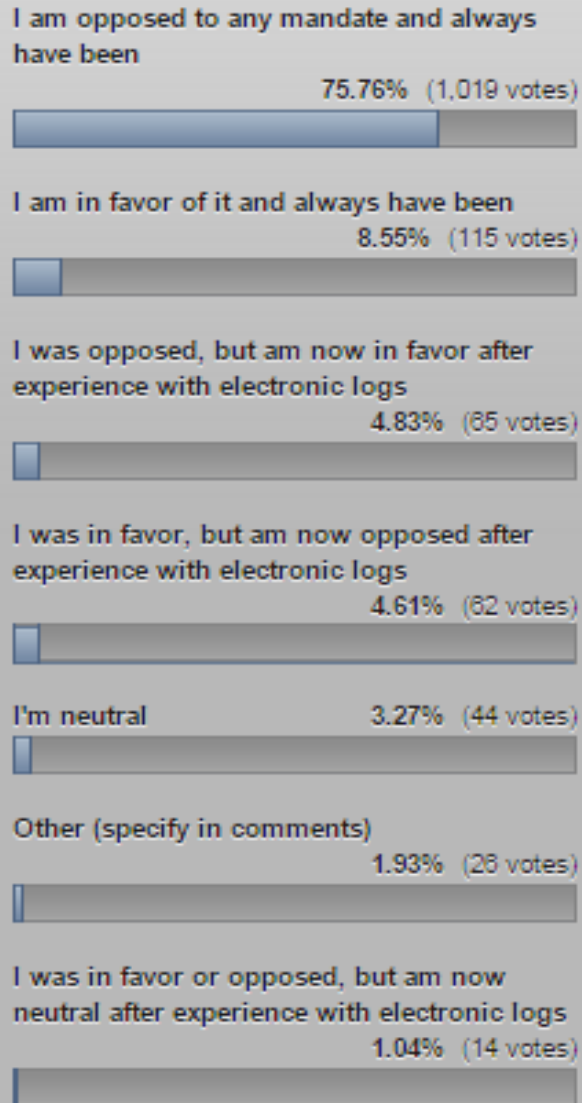 I am opposed to any mandate and always
have been
75.76% (1,019 votes)
I am in favor of it and always have been
8.55% (115 votes)
I was opposed, but am now in favor after
experience with electronic logs
4.83% (65 votes)
I was in favor, but am now opposed after
experience with electronic logs
4.61% (62 votes)
I'm neutral 3.27% (44 votes)
Other (specify in comments)
1.93% (26 votes)
I was in favor or opposed, but am now
neutral after experience with electronic logs
1.04% (14 votes)